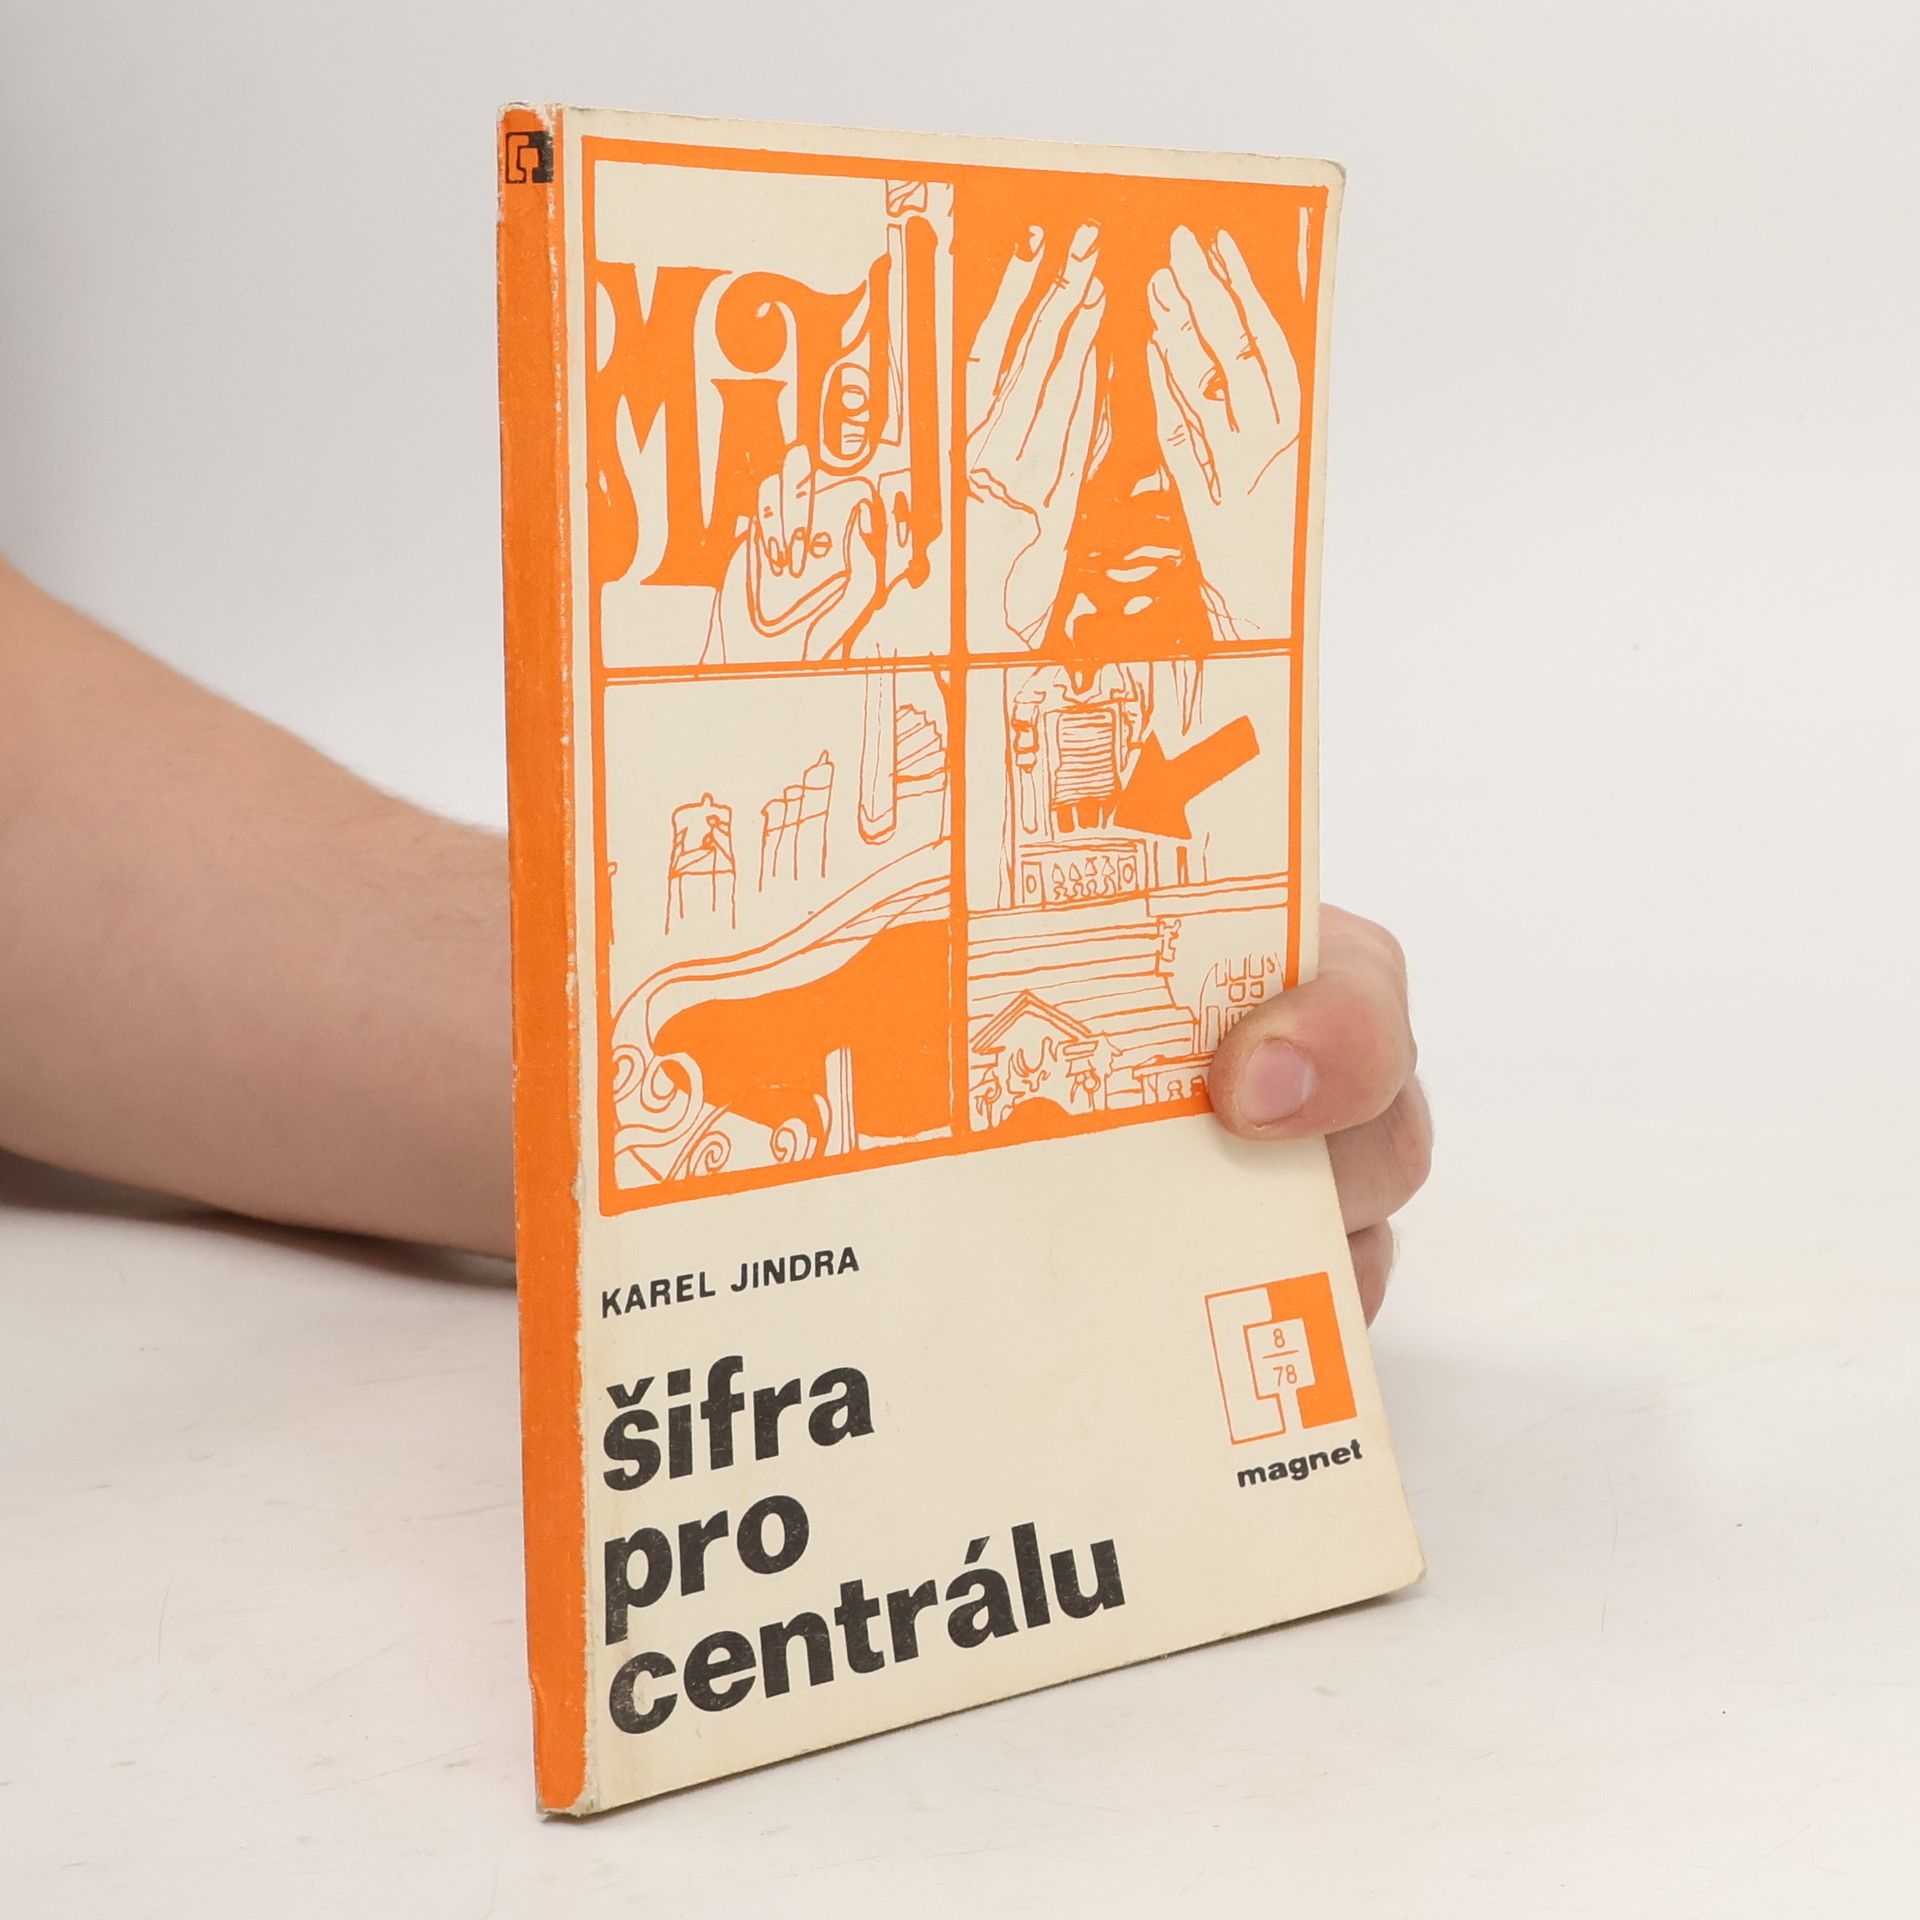 KAREL JINDRA
šifra
pro
centrálu
8
78
magnet